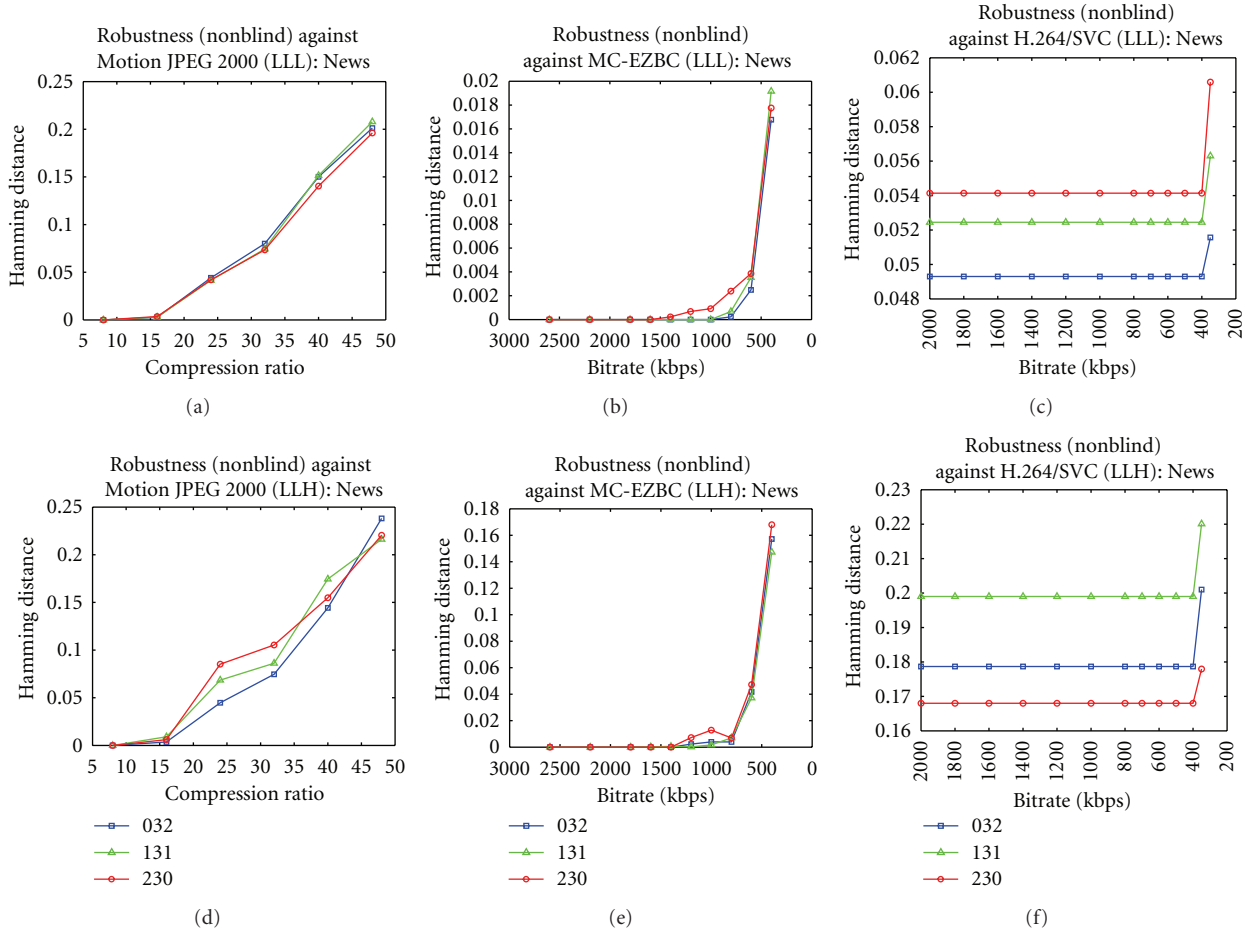 Robustness (nonblind) against
Motion JPEG 2000 (LLL): News
0.25
0.2
0.15
0.1
0.05
0
5 10 15 20 25 30 35 40 45 50
Hamming distance
Compression ratio
(a)
Robustness (nonblind)
against MC-EZBC (LLL): News
0.02
0.018
0.016
0.014
0.012
0.01
0.008
0.006
0.004
0.002
0
3000 2500 2000 1500 1000 500 0
Hamming distance
Bitrate (kbps)
(b)
Robustness (nonblind)
against H.264/SVC (LLL): News
0.062
0.06
0.058
0.056
0.054
0.052
0.05
0.048
2000 1800 1600 1400 1200 1000 800 600 400 200
Hamming distance
Bitrate (kbps)
(c)
Robustness (nonblind) against
Motion JPEG 2000 (LLH): News
0.25
0.2
0.15
0.1
0.05
0
5 10 15 20 25 30 35 40 45 50
Hamming distance
Compression ratio
032
131
230
(d)
Robustness (nonblind)
against MC-EZBC (LLH): News
0.18
0.16
0.14
0.12
0.1
0.08
0.06
0.04
0.02
0
3000 2500 2000 1500 1000 500 0
Hamming distance
Bitrate (kbps)
032
131
230
(e)
Robustness (nonblind)
against H.264/SVC (LLH): News
0.23
0.22
0.21
0.2
0.19
0.18
0.17
0.16
2000 1800 1600 1400 1200 1000 800 600 400 200
Hamming distance
Bitrate (kbps)
032
131
230
(f)